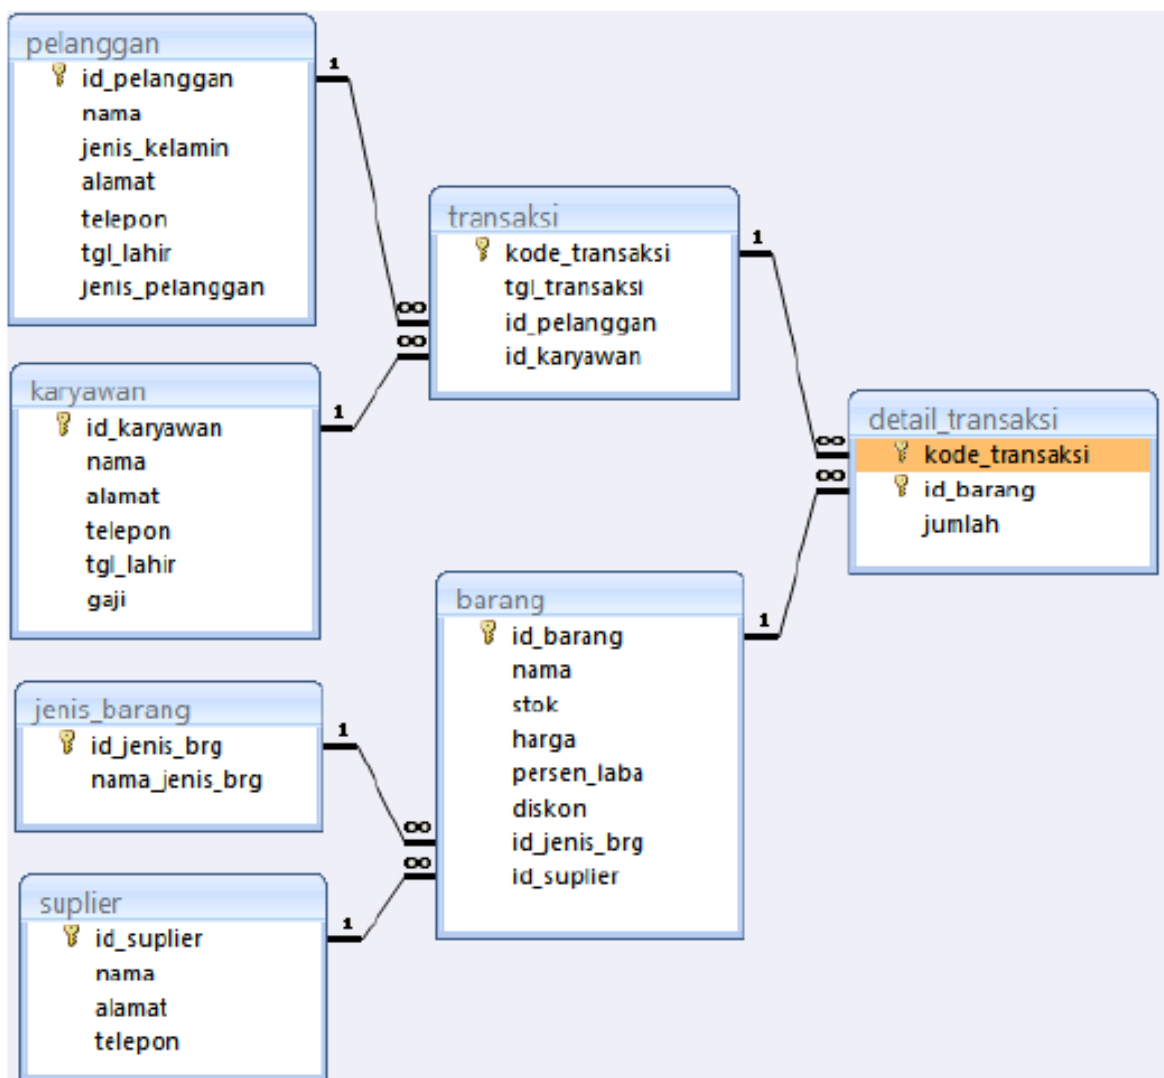 pelanggan
id_pelanggan
nama
jenis_kelamin
alamat
telepon
tgl_lahir
jenis_pelanggan
1
transaksi
kode_transaksi
tgl_transaksi
id_pelanggan
id_karyawan
∞
∞
1
karyawan
id_karyawan
nama
alamat
telepon
tgl_lahir
gaji
1
detail_transaksi
kode_transaksi
id_barang
jumlah
∞
∞
barang
id_barang
nama
stok
harga
persen_laba
diskon
id_jenis_brg
id_suplier
1
∞
∞
jenis_barang
id_jenis_brg
nama_jenis_brg
1
suplier
id_suplier
nama
alamat
telepon
1